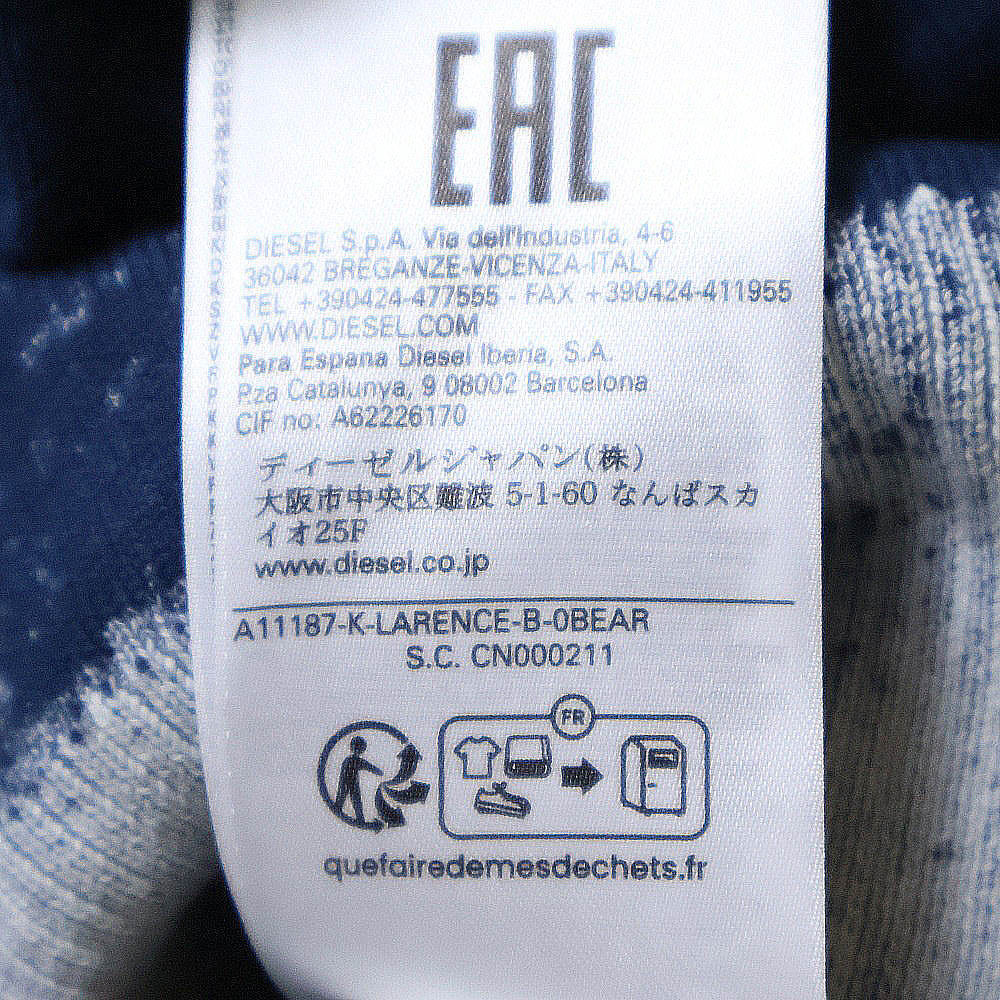 EAC
DIESEL S.p.A. Via dell'Industria, 4-6
36042 BREGANZE-VICENZA-ITALY
TEL +390424-477555 - FAX +390424-411955
WWW.DIESEL.COM
Para Espana Diesel Iberia, S.A.
P.za Catalunya, 9 08002 Barcelona
CIF no: A62226170
ディーゼルジャパン(株)
大阪市中央区難波 5-1-60 なんばスカ
イオ25F
www.diesel.co.jp
A11187-K-LARENCE-B-0BEAR
S.C. CN000211
FR
quefairedemesdechets.fr